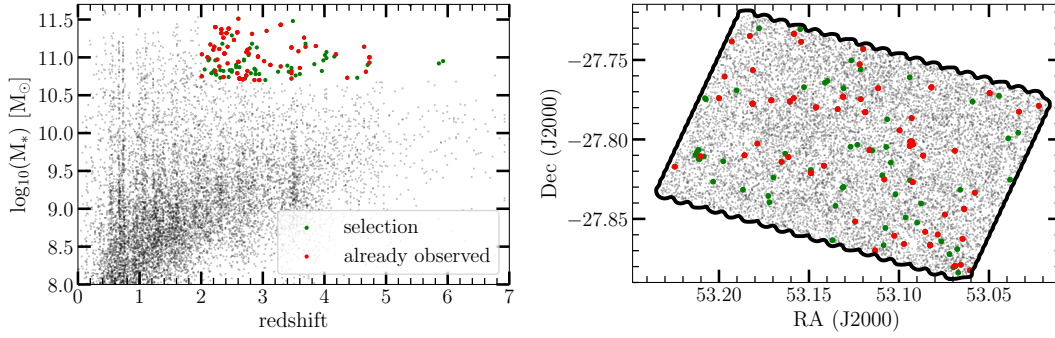 log₁₀(M∗) [M⊙]
11.5
11.0
10.5
10.0
9.5
9.0
8.5
8.0
selection
already observed
0 1 2 3 4 5 6 7
redshift
Dec (J2000)
−27.75
−27.80
−27.85
53.20 53.15 53.10 53.05
RA (J2000)